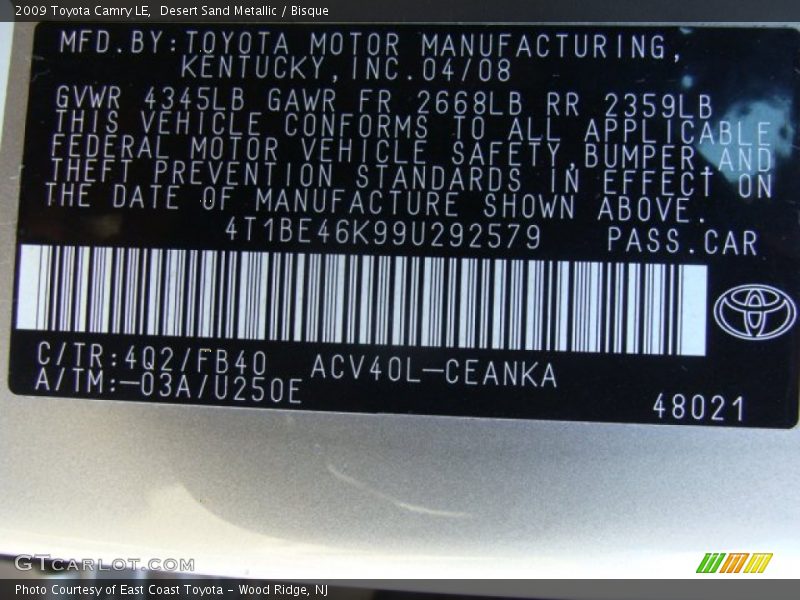 2009 Toyota Camry LE, Desert Sand Metallic / Bisque
MFD.BY:TOYOTA MOTOR MANUFACTURING,
KENTUCKY,INC.04/08
GVWR 4345LB GAWR FR 2668LB RR 2359LB
THIS VEHICLE CONFORMS TO ALL APPLICABLE
FEDERAL MOTOR VEHICLE SAFETY,BUMPER AND
THEFT PREVENTION STANDARDS IN EFFECT ON
THE DATE OF MANUFACTURE SHOWN ABOVE.
4T1BE46K99U292579 PASS.CAR
C/TR:4Q2/FB40 ACV40L-CEANKA
A/TM:-03A/U250E
48021
GTCARLOT.COM
Photo Courtesy of East Coast Toyota - Wood Ridge, NJ